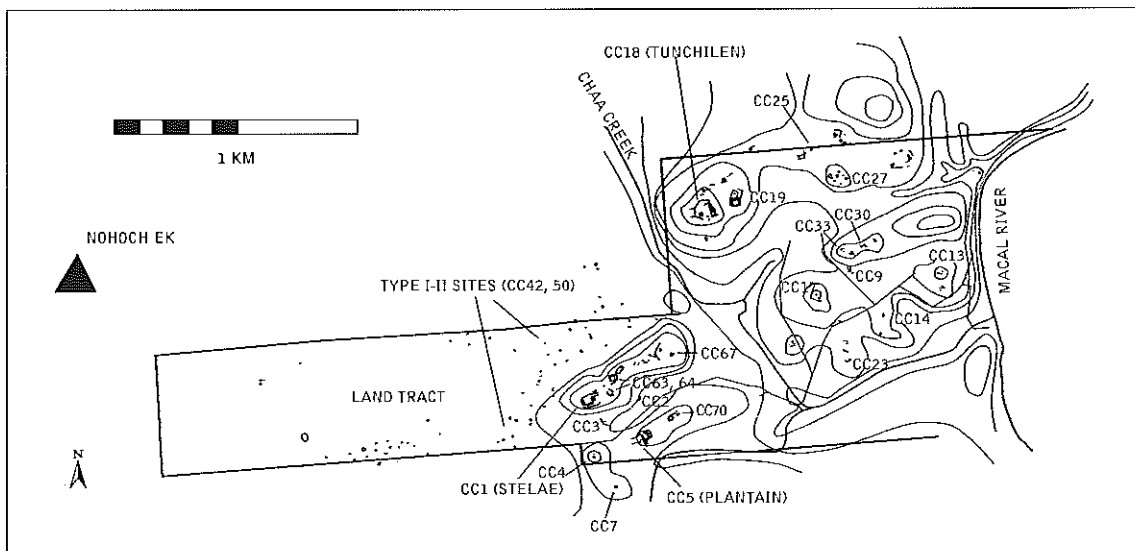 CC18 (TUNCHILEN)
CHAA CREEK
CC25
1 KM
CC27
CC19
CC30
CC33
MACAL RIVER
NOHOCH EK
CC13
CC9
TYPE I-II SITES (CC42, 50)
CC14
CC67
CC23
LAND TRACT
CC63, 64
CC2
CC70
CC3
N
CC4
CC1 (STELAE)
CC5 (PLANTAIN)
CC7